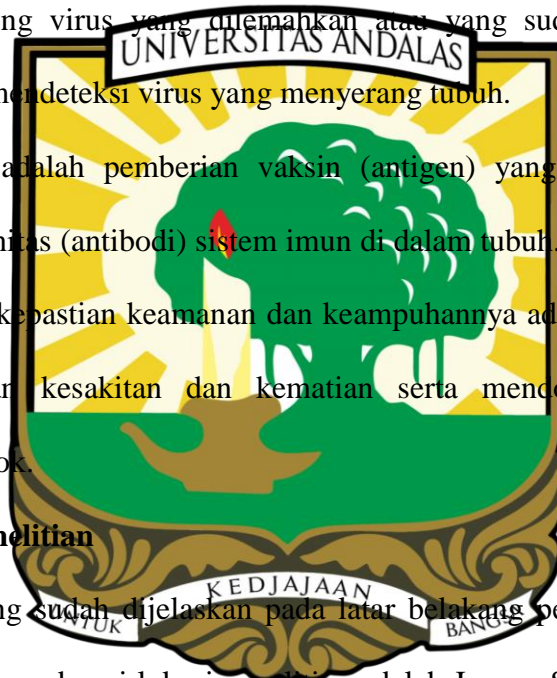 ng virus yang dilemahkan atau yang sud
UNIVERSITAS ANDALAS
mendeteksi virus yang menyerang tubuh.
adalah pemberian vaksin (antigen) yang
nitas (antibodi) sistem imun di dalam tubuh.
kepastian keamanan dan keampuhannya ad
n kesakitan dan kematian serta mendo
ok.
nelitian
ng sudah dijelaskan pada latar belakang pe
UNTUK KEDJAJAAN BANGSA